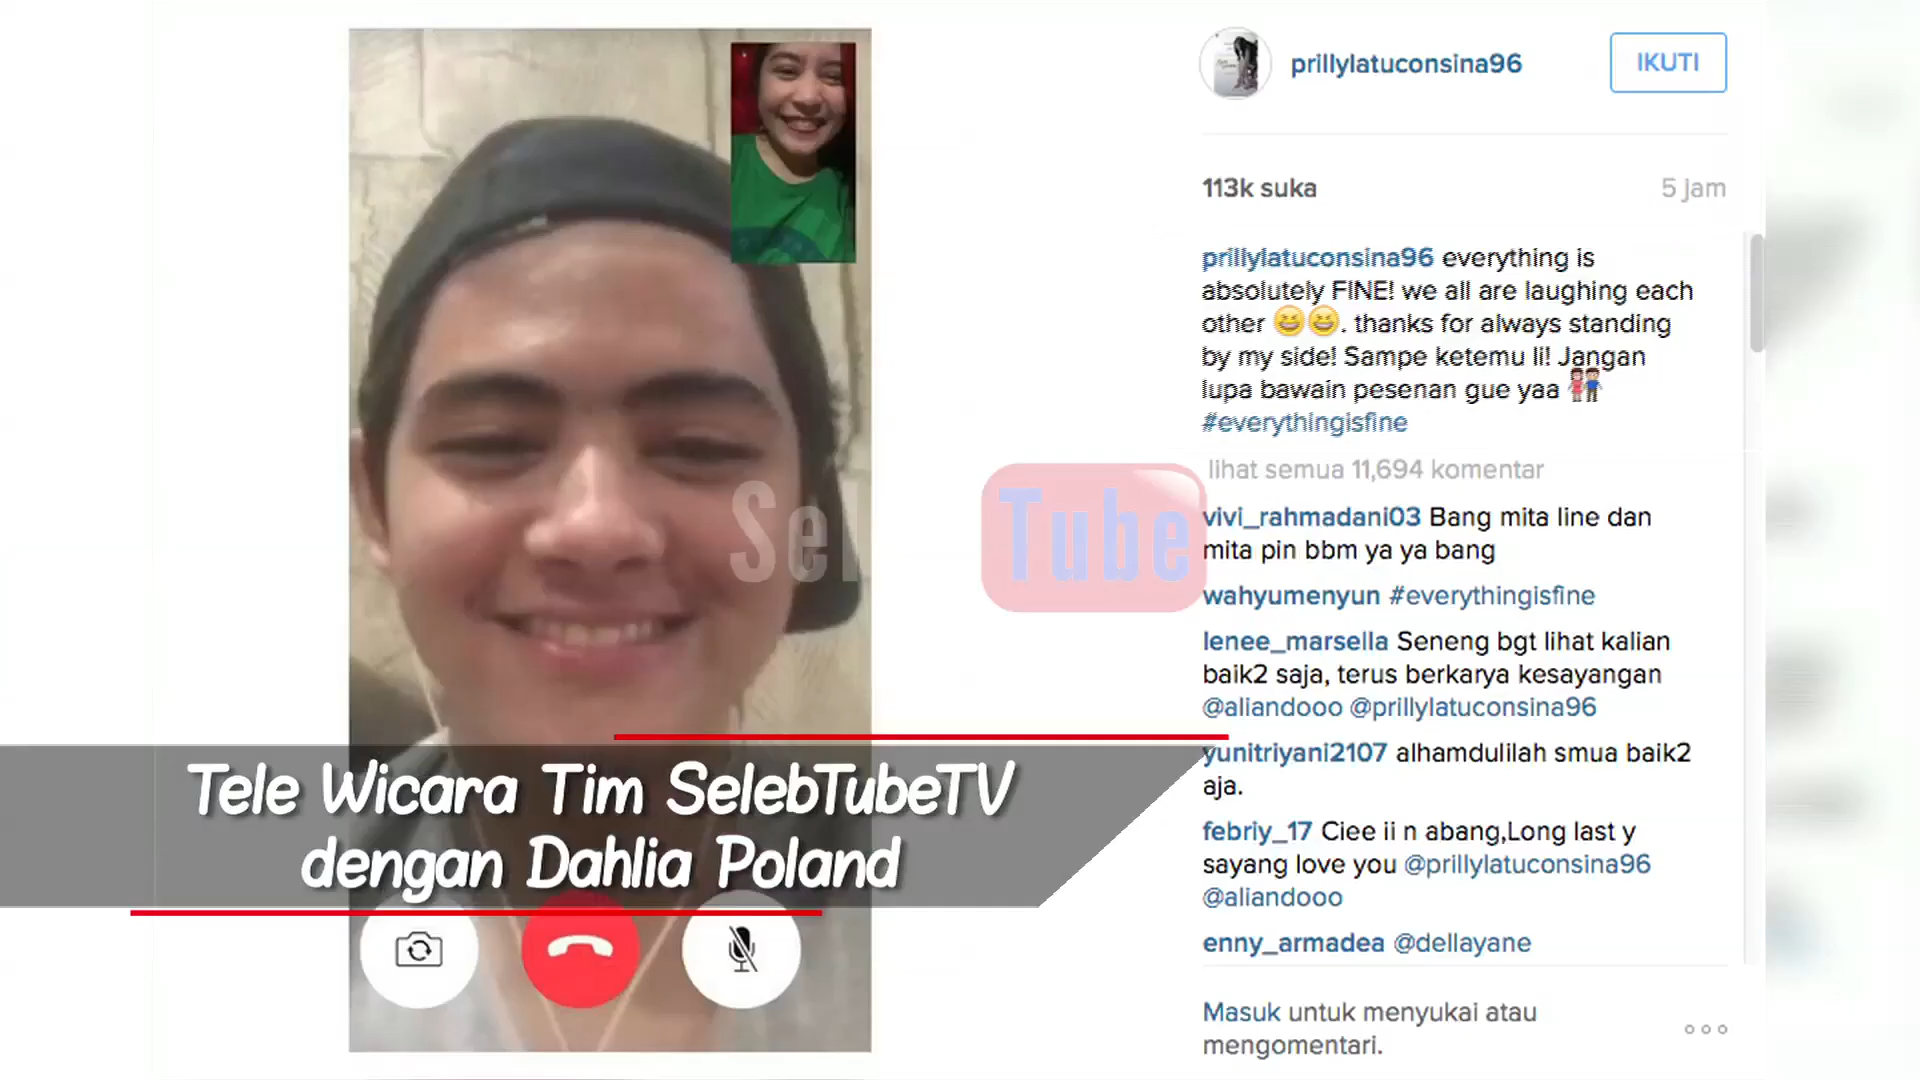 prillylatuconsina96
IKUTI
113k suka
5 jam
prillylatuconsina96 everything is
absolutely FINE! we all are laughing each
other 😆😆. thanks for always standing
by my side! Sampe ketemu li! Jangan
lupa bawain pesenan gue yaa 👫
#everythingisfine
lihat semua 11,694 komentar
vivi_rahmadani03 Bang mita line dan
mita pin bbm ya ya bang
wahyumenyun #everythingisfine
lenee_marsella Seneng bgt lihat kalian
baik2 saja, terus berkarya kesayangan
@aliandooo @prillylatuconsina96
yunitriyani2107 alhamdulilah smua baik2
aja.
febriy_17 Ciee ii n abang,Long last y
sayang love you @prillylatuconsina96
@aliandooo
enny_armadea @dellayane
Masuk untuk menyukai atau
mengomentari.
Tube
Tele Wicara Tim SelebTubeTV
dengan Dahlia Poland